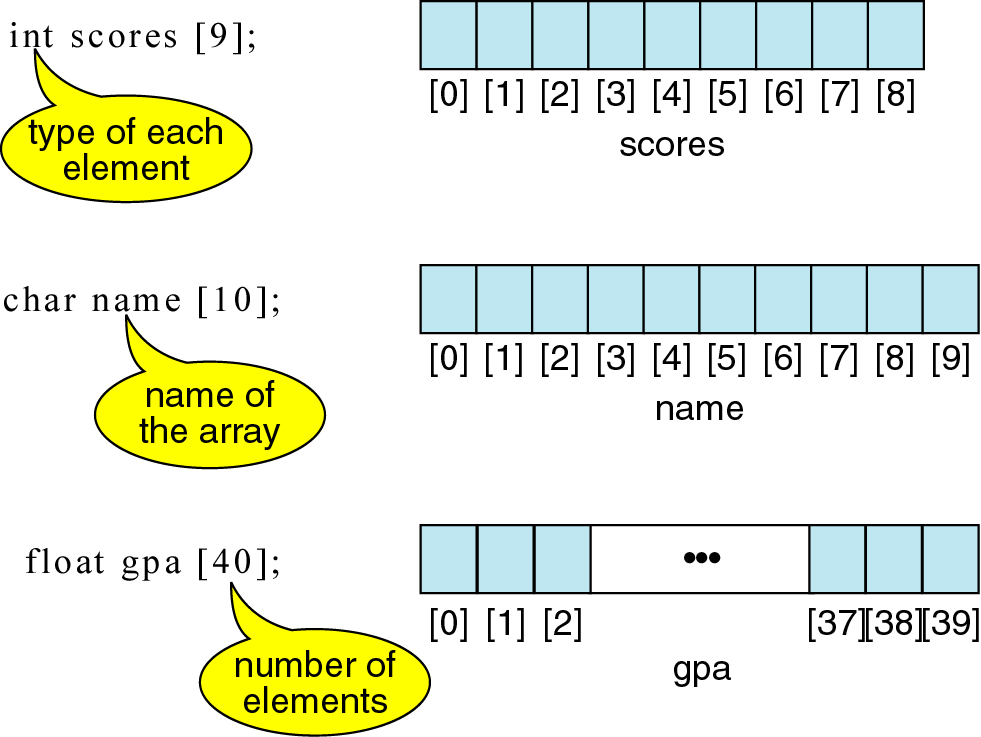 int scores [9];
[0] [1] [2] [3] [4] [5] [6] [7] [8]
type of each
element
scores
char name [10];
[0] [1] [2] [3] [4] [5] [6] [7] [8] [9]
name of
the array
name
float gpa [40];
•••
[0] [1] [2] [37] [38] [39]
number of
elements
gpa